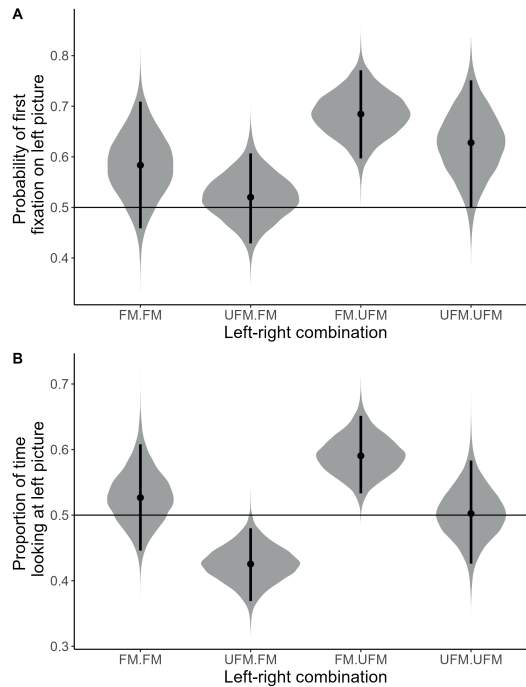 A
Probability of first
fixation on left picture
0.8
0.7
0.6
0.5
0.4
FM.FM UFM.FM FM.UFM UFM.UFM
Left-right combination
B
Proportion of time
looking at left picture
0.7
0.6
0.5
0.4
0.3
FM.FM UFM.FM FM.UFM UFM.UFM
Left-right combination